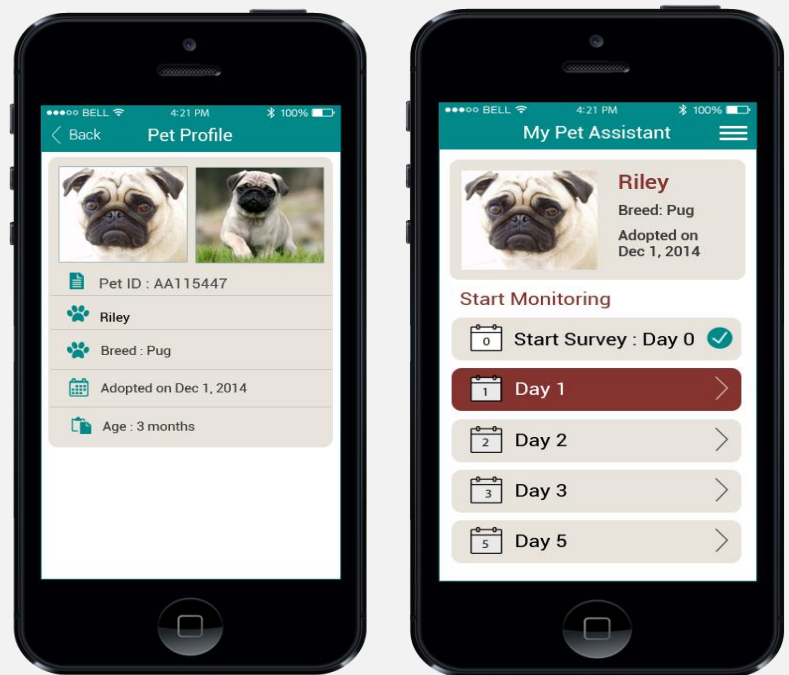 ●●●○○ BELL 4:21 PM 100%
Back Pet Profile
Pet ID : AA115447
Riley
Breed : Pug
Adopted on Dec 1, 2014
Age : 3 months
●●●○○ BELL 4:21 PM 100%
My Pet Assistant
Riley
Breed: Pug
Adopted on
Dec 1, 2014
Start Monitoring
0 Start Survey : Day 0
1 Day 1
2 Day 2
3 Day 3
5 Day 5